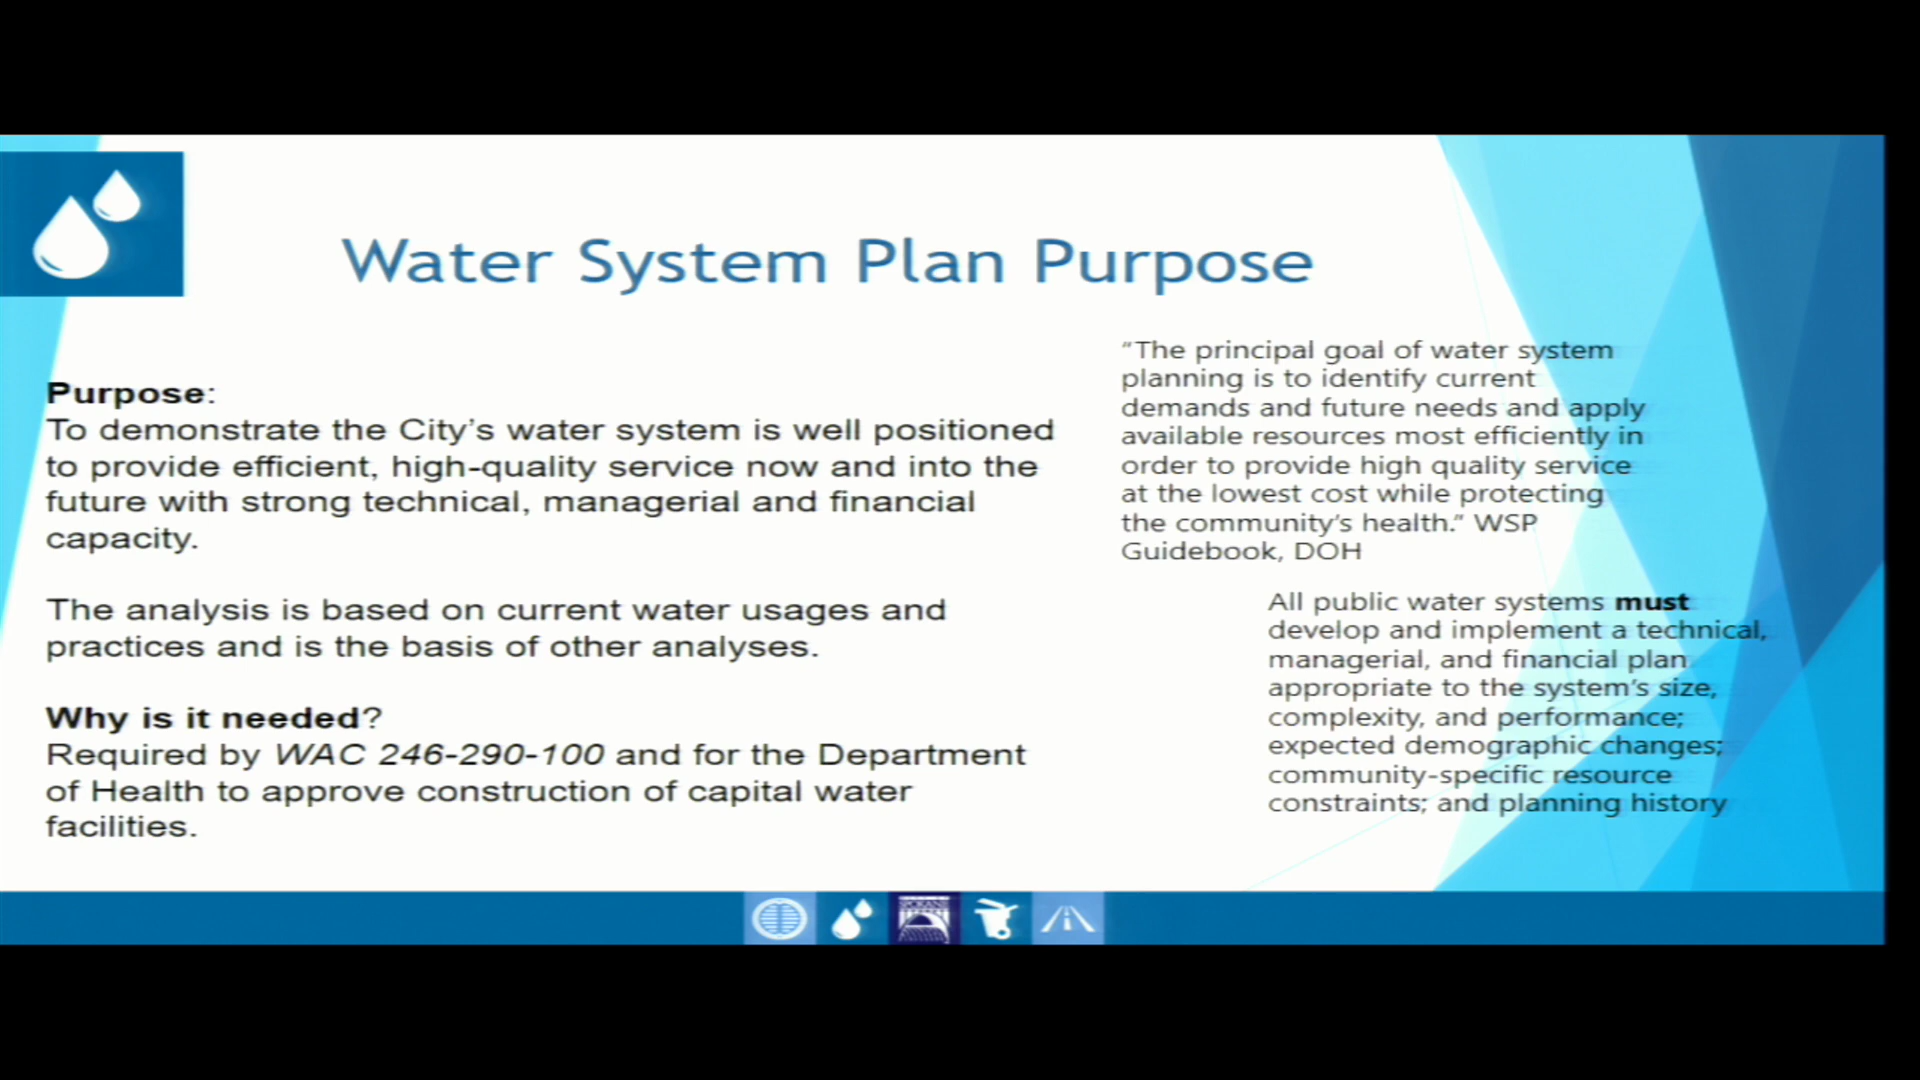 Water System Plan Purpose
Purpose:
To demonstrate the City’s water system is well positioned
to provide efficient, high-quality service now and into the
future with strong technical, managerial and financial
capacity.
The analysis is based on current water usages and
practices and is the basis of other analyses.
Why is it needed?
Required by WAC 246-290-100 and for the Department
of Health to approve construction of capital water
facilities.
“The principal goal of water system
planning is to identify current
demands and future needs and apply
available resources most efficiently in
order to provide high quality service
at the lowest cost while protecting
the community’s health.” WSP
Guidebook, DOH
All public water systems must
develop and implement a technical,
managerial, and financial plan
appropriate to the system’s size,
complexity, and performance;
expected demographic changes;
community-specific resource
constraints; and planning history
SPOKANE